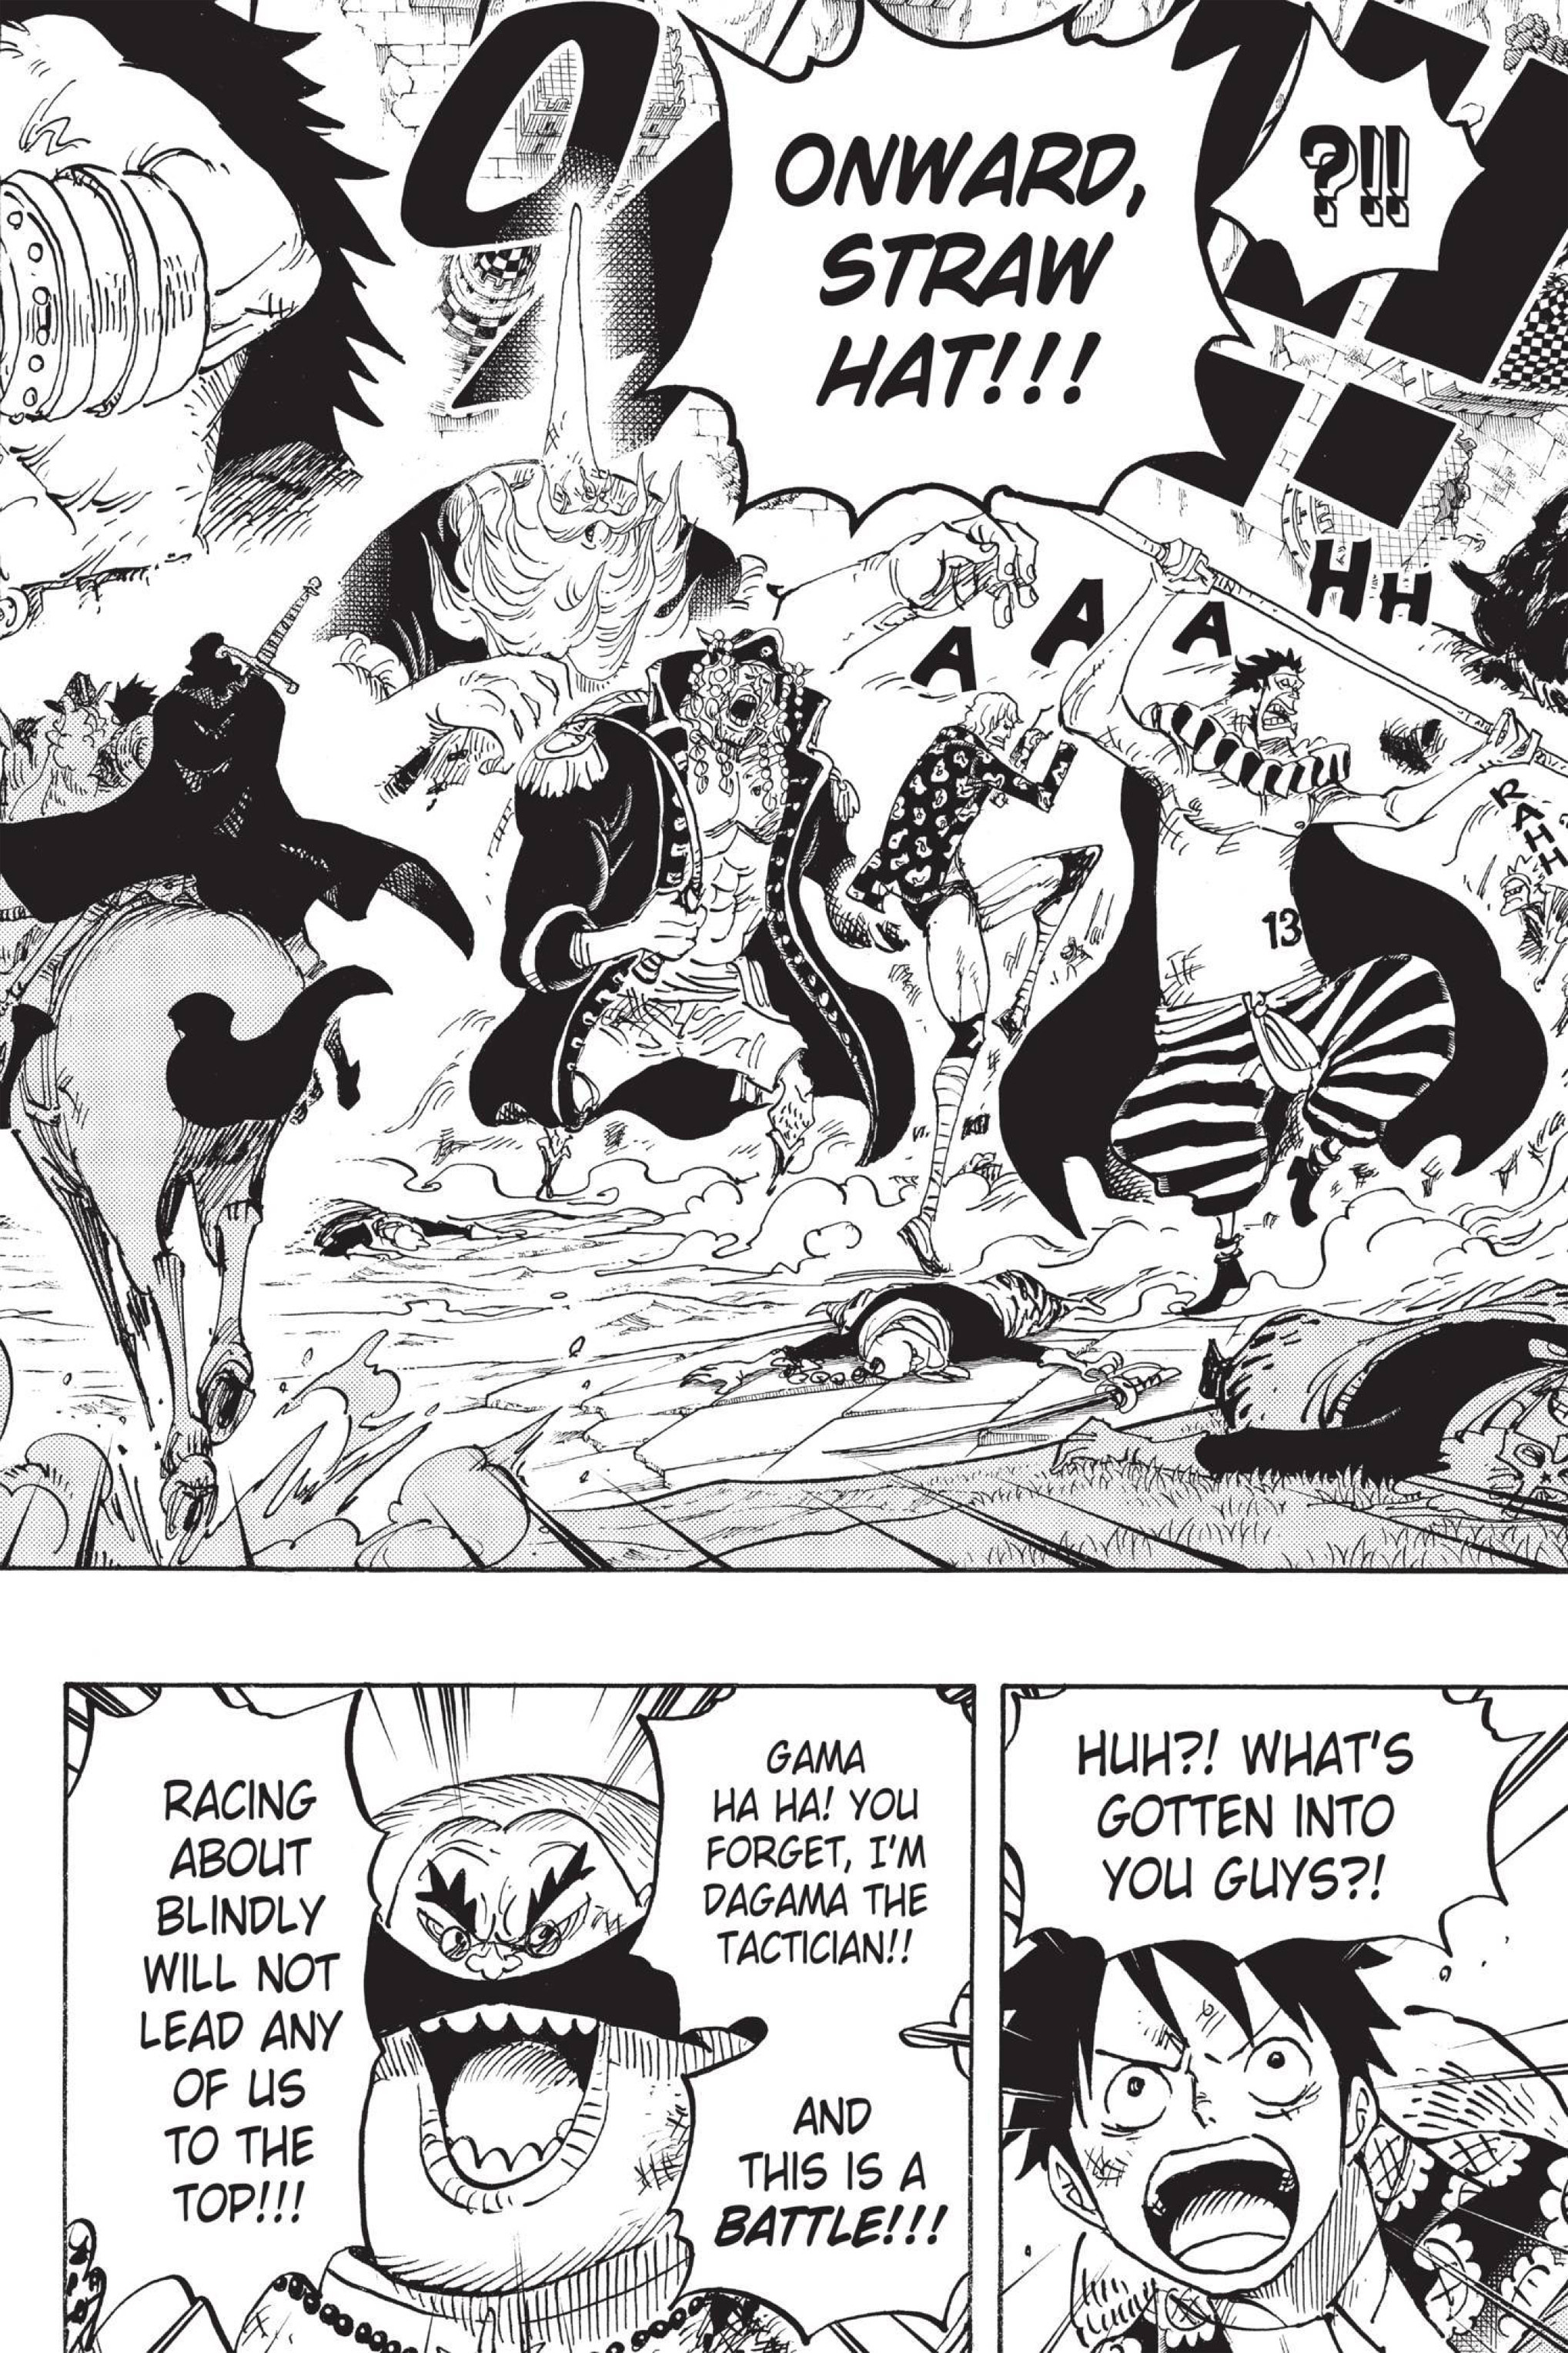 ?!!
ONWARD,
STRAW
HAT!!!
AAAHH
RAHH
13
HUH?! WHAT'S
GOTTEN INTO
YOU GUYS?!
GAMA
HA HA! YOU
FORGET, I'M
DAGAMA THE
TACTICIAN!!
AND
THIS IS A
BATTLE!!!
RACING
ABOUT
BLINDLY
WILL NOT
LEAD ANY
OF US
TO THE
TOP!!!